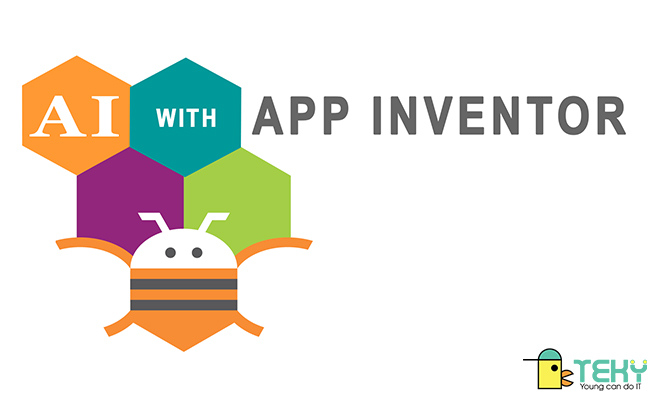 AI WITH APP INVENTOR
TEKY
Young can do IT